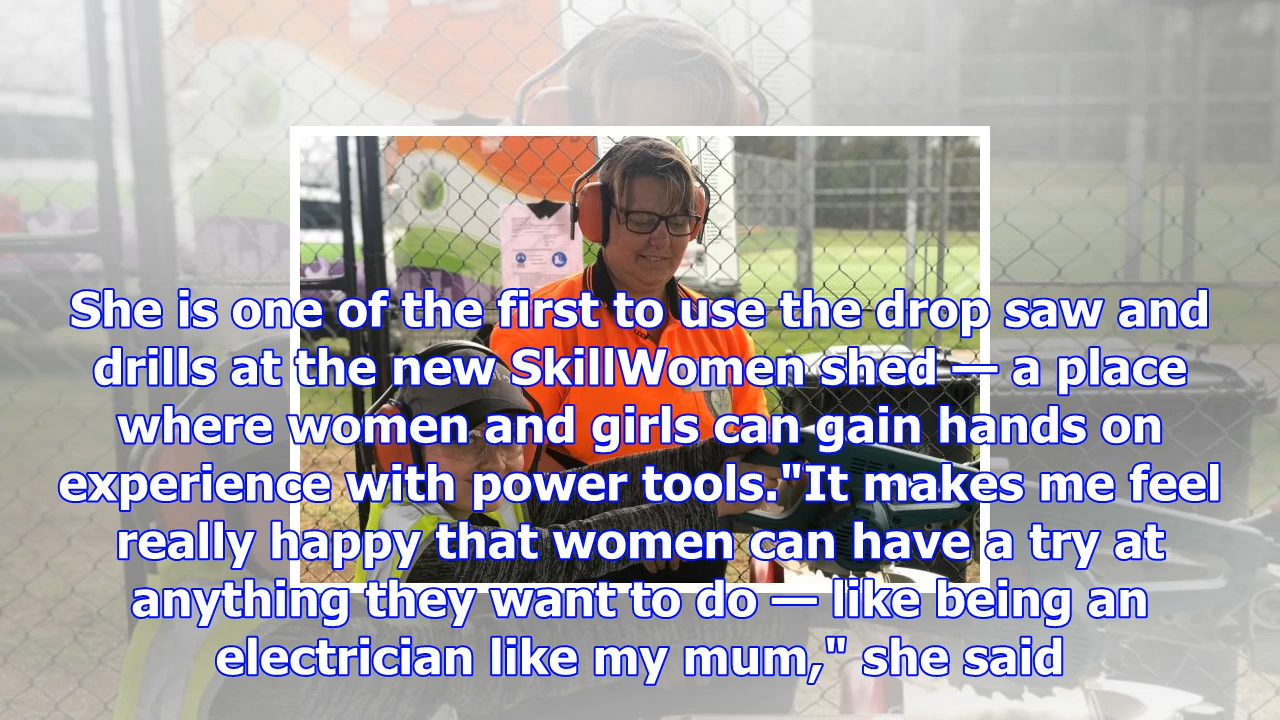 She is one of the first to use the drop saw and
drills at the new SkillWomen shed — a place
where women and girls can gain hands on
experience with power tools."It makes me feel
really happy that women can have a try at
anything they want to do — like being an
electrician like my mum," she said